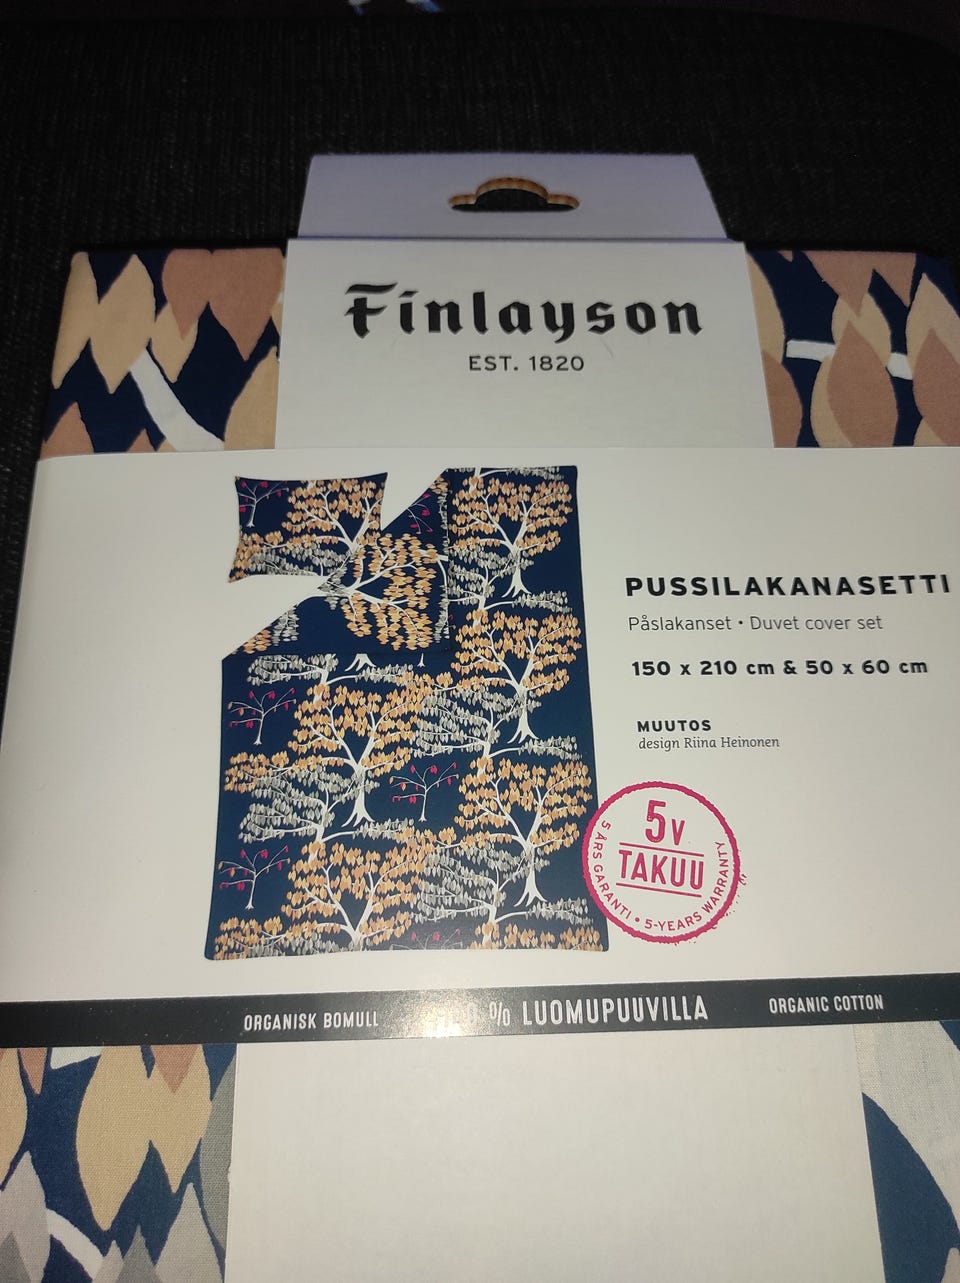 Finlayson
EST. 1820
PUSSILAKANASETTI
Påslakanset • Duvet cover set
150 x 210 cm & 50 x 60 cm
MUUTOS
design Riina Heinonen
5v
TAKUU
5 ÅRS GARANTI • 5-YEARS WARRANTY
ORGANISK BOMULL
% LUOMUPUUVILLA
ORGANIC COTTON